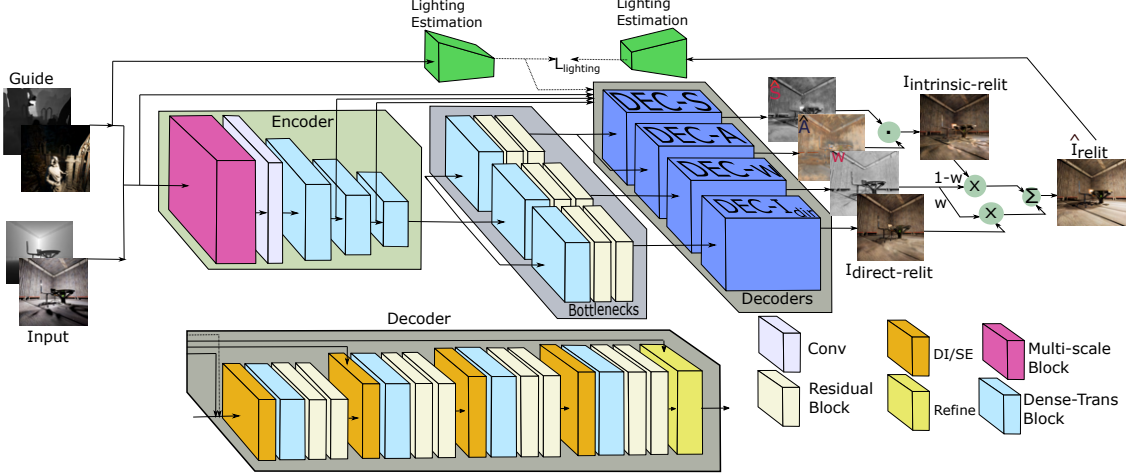 Lighting
Estimation
Lighting
Estimation
Guide
L_lighting
Encoder
DEC-S
DEC-A
DEC-w
DEC-I_dir
Ŝ
Â
w
I_intrinsic-relit
Î_relit
1-w
w
X
X
Σ
I_direct-relit
Input
Bottlenecks
Decoders
Decoder
Conv
DI/SE
Multi-scale
Block
Residual
Block
Refine
Dense-Trans
Block